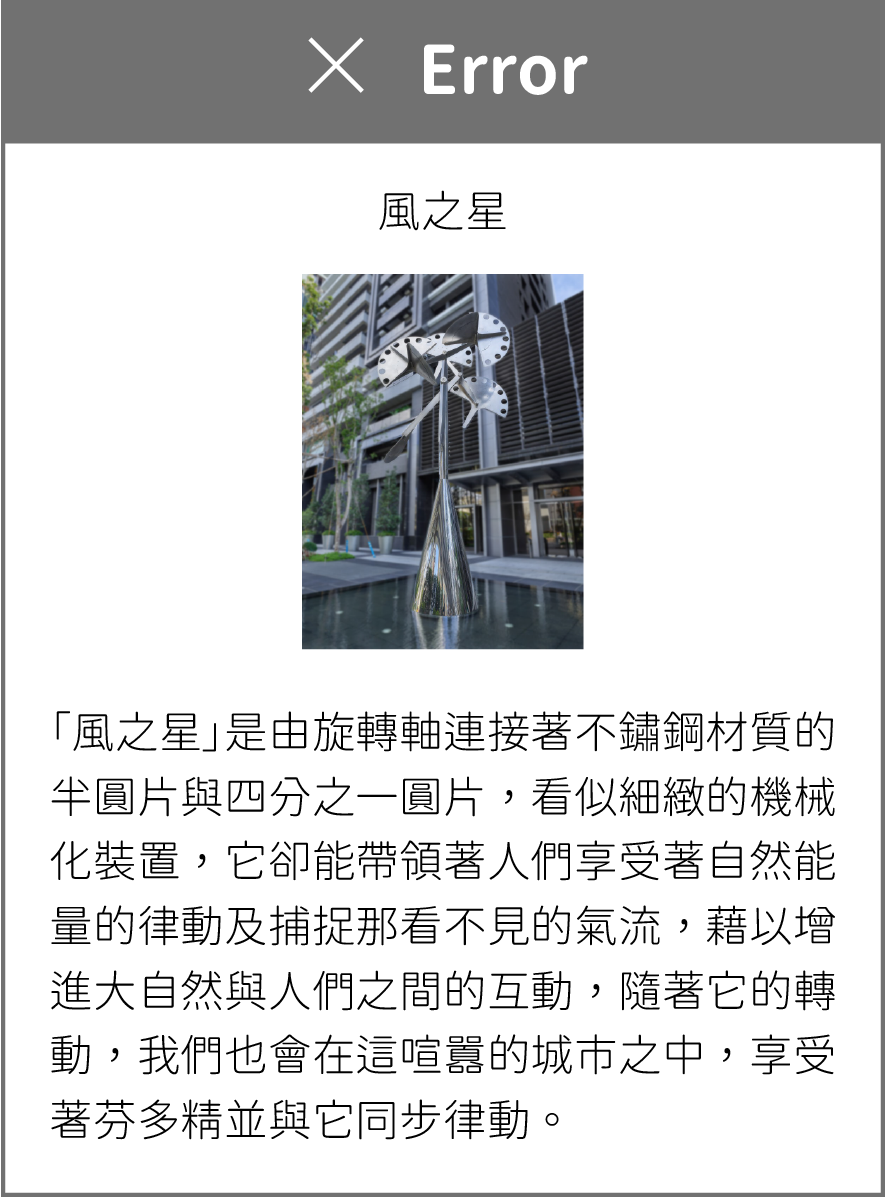 × Error
風之星
「風之星」是由旋轉軸連接著不鏽鋼材質的
半圓片與四分之一圓片，看似細緻的機械
化裝置，它卻能帶領著人們享受著自然能
量的律動及捕捉那看不見的氣流，藉以增
進大自然與人們之間的互動，隨著它的轉
動，我們也會在這喧囂的城市之中，享受
著芬多精並與它同步律動。